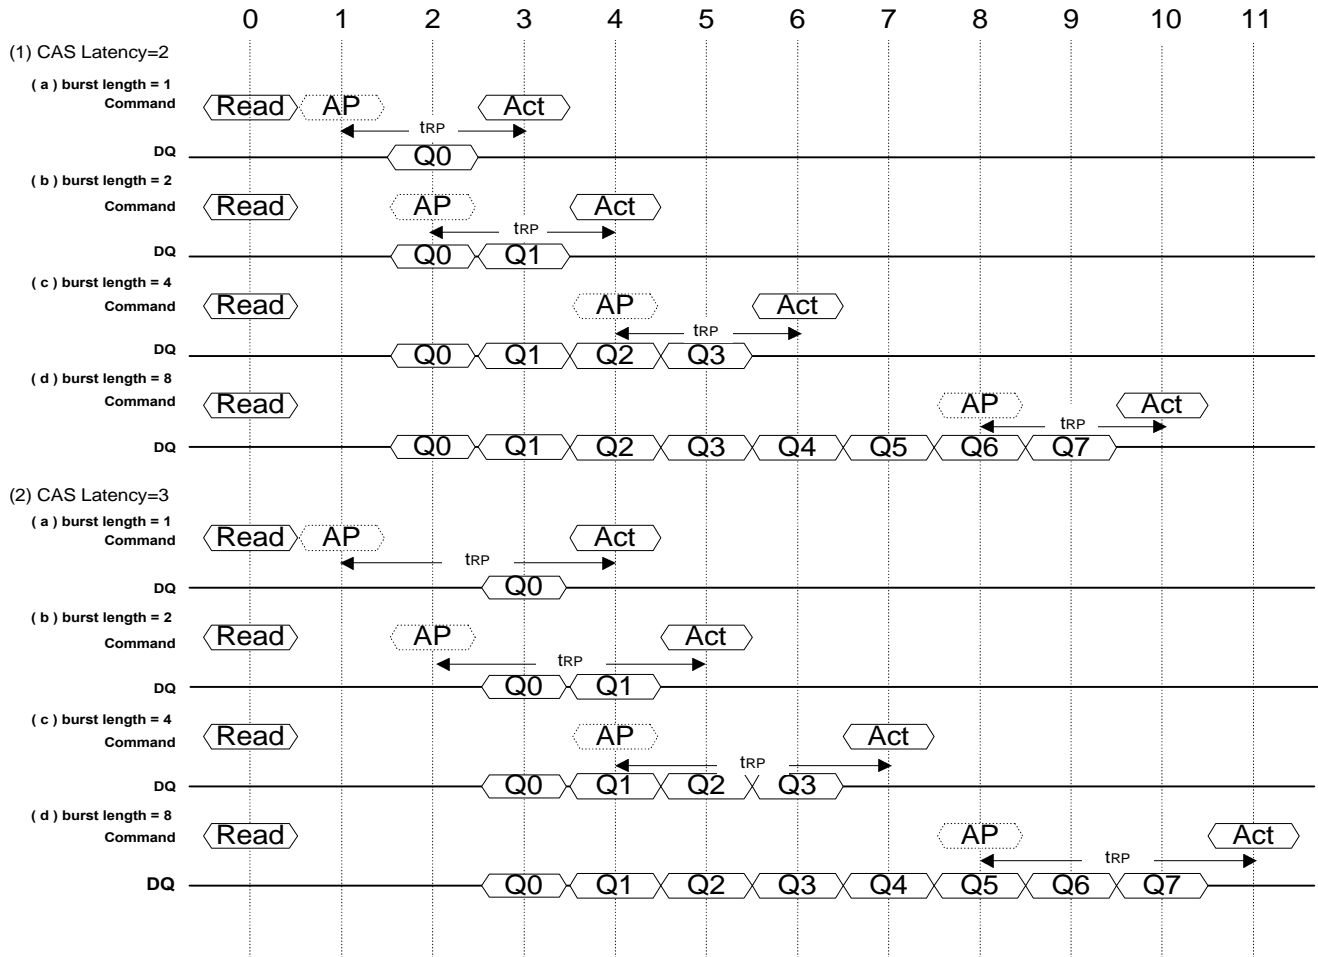 0 1 2 3 4 5 6 7 8 9 10 11
(1) CAS Latency=2
( a ) burst length = 1
Command Read AP Act
tRP
DQ Q0
( b ) burst length = 2
Command Read AP Act
tRP
DQ Q0 Q1
( c ) burst length = 4
Command Read AP Act
tRP
DQ Q0 Q1 Q2 Q3
( d ) burst length = 8
Command Read AP Act
tRP
DQ Q0 Q1 Q2 Q3 Q4 Q5 Q6 Q7
(2) CAS Latency=3
( a ) burst length = 1
Command Read AP Act
tRP
DQ Q0
( b ) burst length = 2
Command Read AP Act
tRP
DQ Q0 Q1
( c ) burst length = 4
Command Read AP Act
tRP
DQ Q0 Q1 Q2 Q3
( d ) burst length = 8
Command Read AP Act
tRP
DQ Q0 Q1 Q2 Q3 Q4 Q5 Q6 Q7